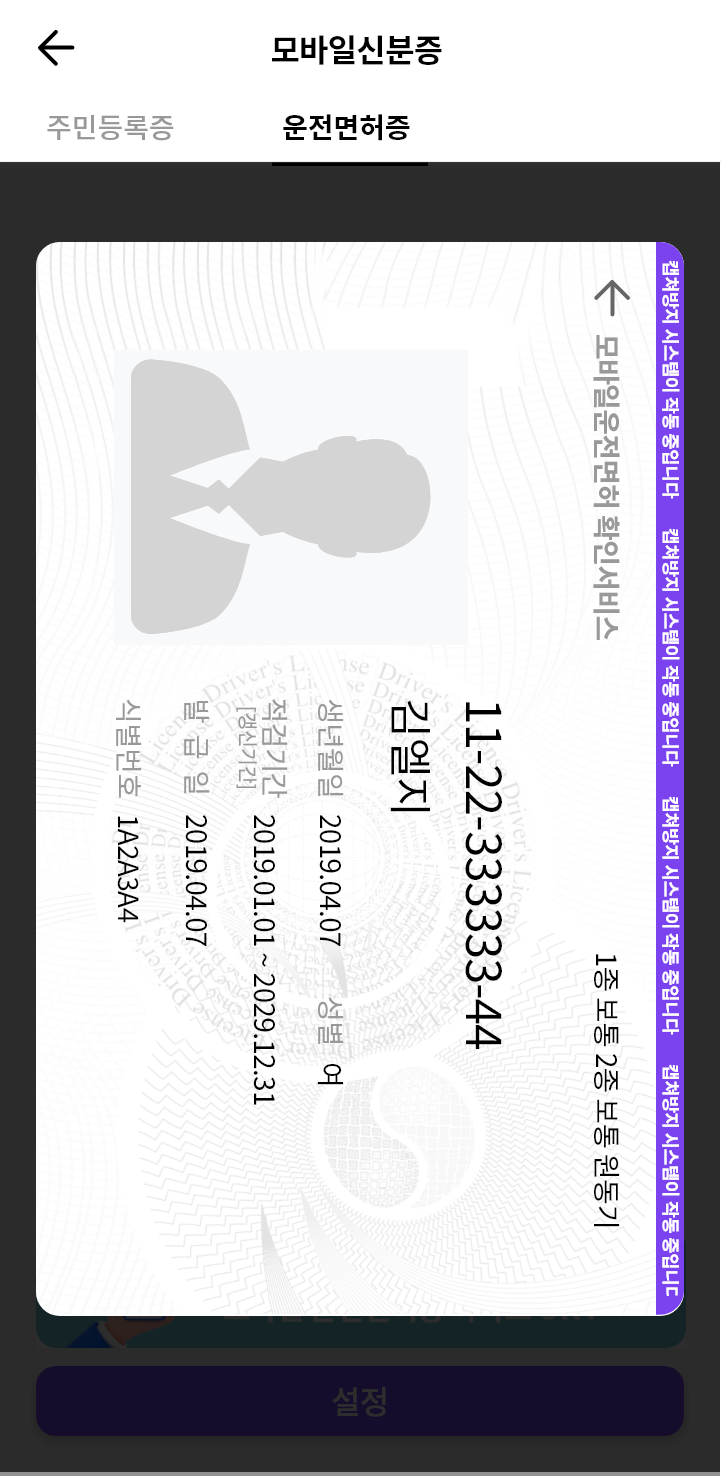 모바일신분증
주민등록증
운전면허증
캡쳐방지 시스템이 작동 중입니다 캡쳐방지 시스템이 작동 중입니다 캡쳐방지 시스템이 작동 중입니다 캡쳐방지 시스템이 작동 중입니
모바일운전면허 확인서비스
1종 보통 2종 보통 원동기
11-22-333333-44
김엘지
생년월일 2019.04.07 성별 여
적검기간 2019.01.01 ~ 2029.12.31
[갱신기간]
발 급 일 2019.04.07
식별번호 1A2A3A4
설정